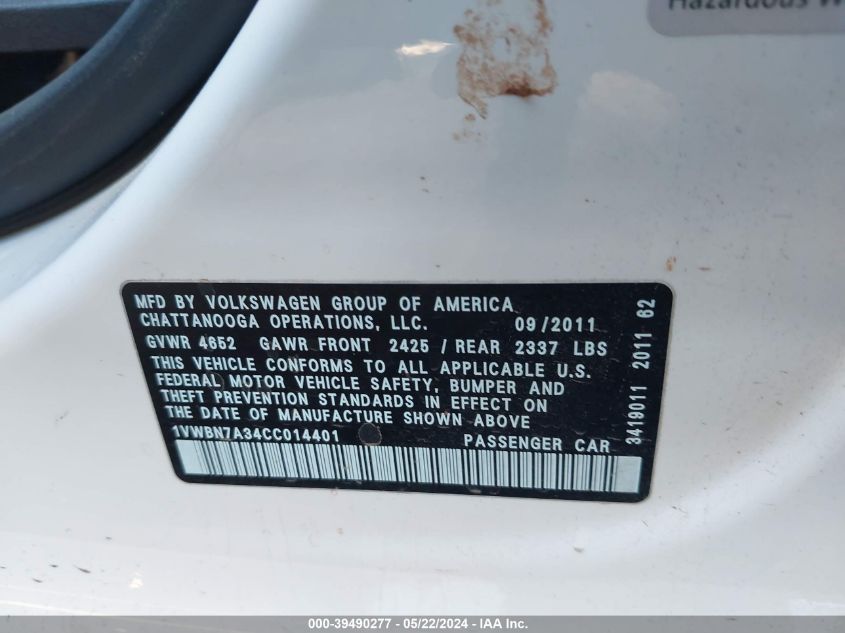 Hazardous
MFD BY VOLKSWAGEN GROUP OF AMERICA
CHATTANOOGA OPERATIONS, LLC. 09/2011
GVWR 4652 GAWR FRONT 2425 / REAR 2337 LBS
THIS VEHICLE CONFORMS TO ALL APPLICABLE U.S.
FEDERAL MOTOR VEHICLE SAFETY, BUMPER AND
THEFT PREVENTION STANDARDS IN EFFECT ON
THE DATE OF MANUFACTURE SHOWN ABOVE
1VWBN7A34CC014401 PASSENGER CAR
3419011 2011 62
000-39490277 - 05/22/2024 - IAA Inc.